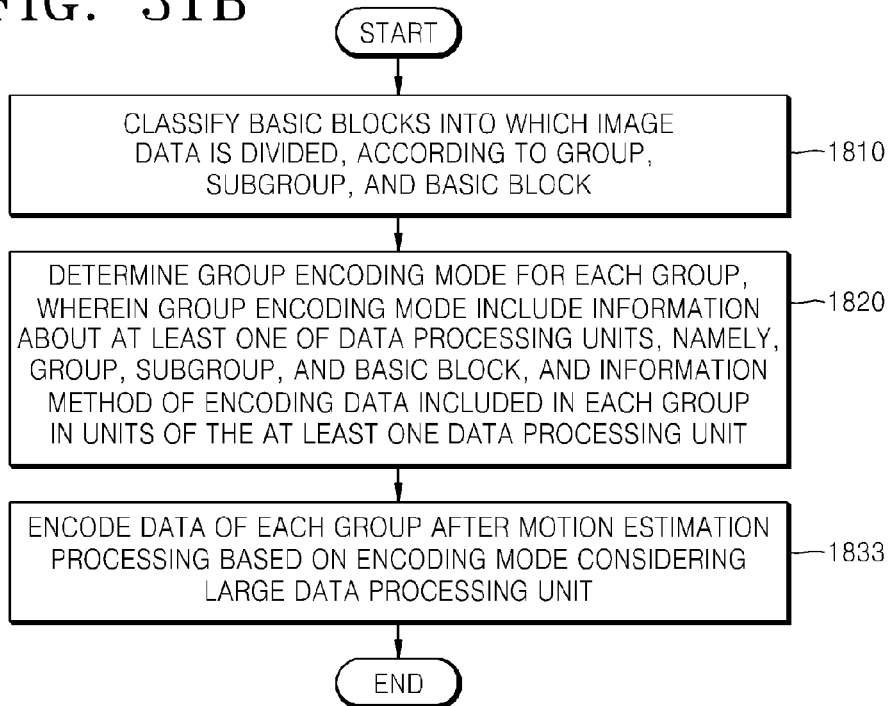 FIG. 31B
START
CLASSIFY BASIC BLOCKS INTO WHICH IMAGE
DATA IS DIVIDED, ACCORDING TO GROUP,
SUBGROUP, AND BASIC BLOCK
1810
DETERMINE GROUP ENCODING MODE FOR EACH GROUP,
WHEREIN GROUP ENCODING MODE INCLUDE INFORMATION
ABOUT AT LEAST ONE OF DATA PROCESSING UNITS, NAMELY,
GROUP, SUBGROUP, AND BASIC BLOCK, AND INFORMATION
METHOD OF ENCODING DATA INCLUDED IN EACH GROUP
IN UNITS OF THE AT LEAST ONE DATA PROCESSING UNIT
1820
ENCODE DATA OF EACH GROUP AFTER MOTION ESTIMATION
PROCESSING BASED ON ENCODING MODE CONSIDERING
LARGE DATA PROCESSING UNIT
1833
END